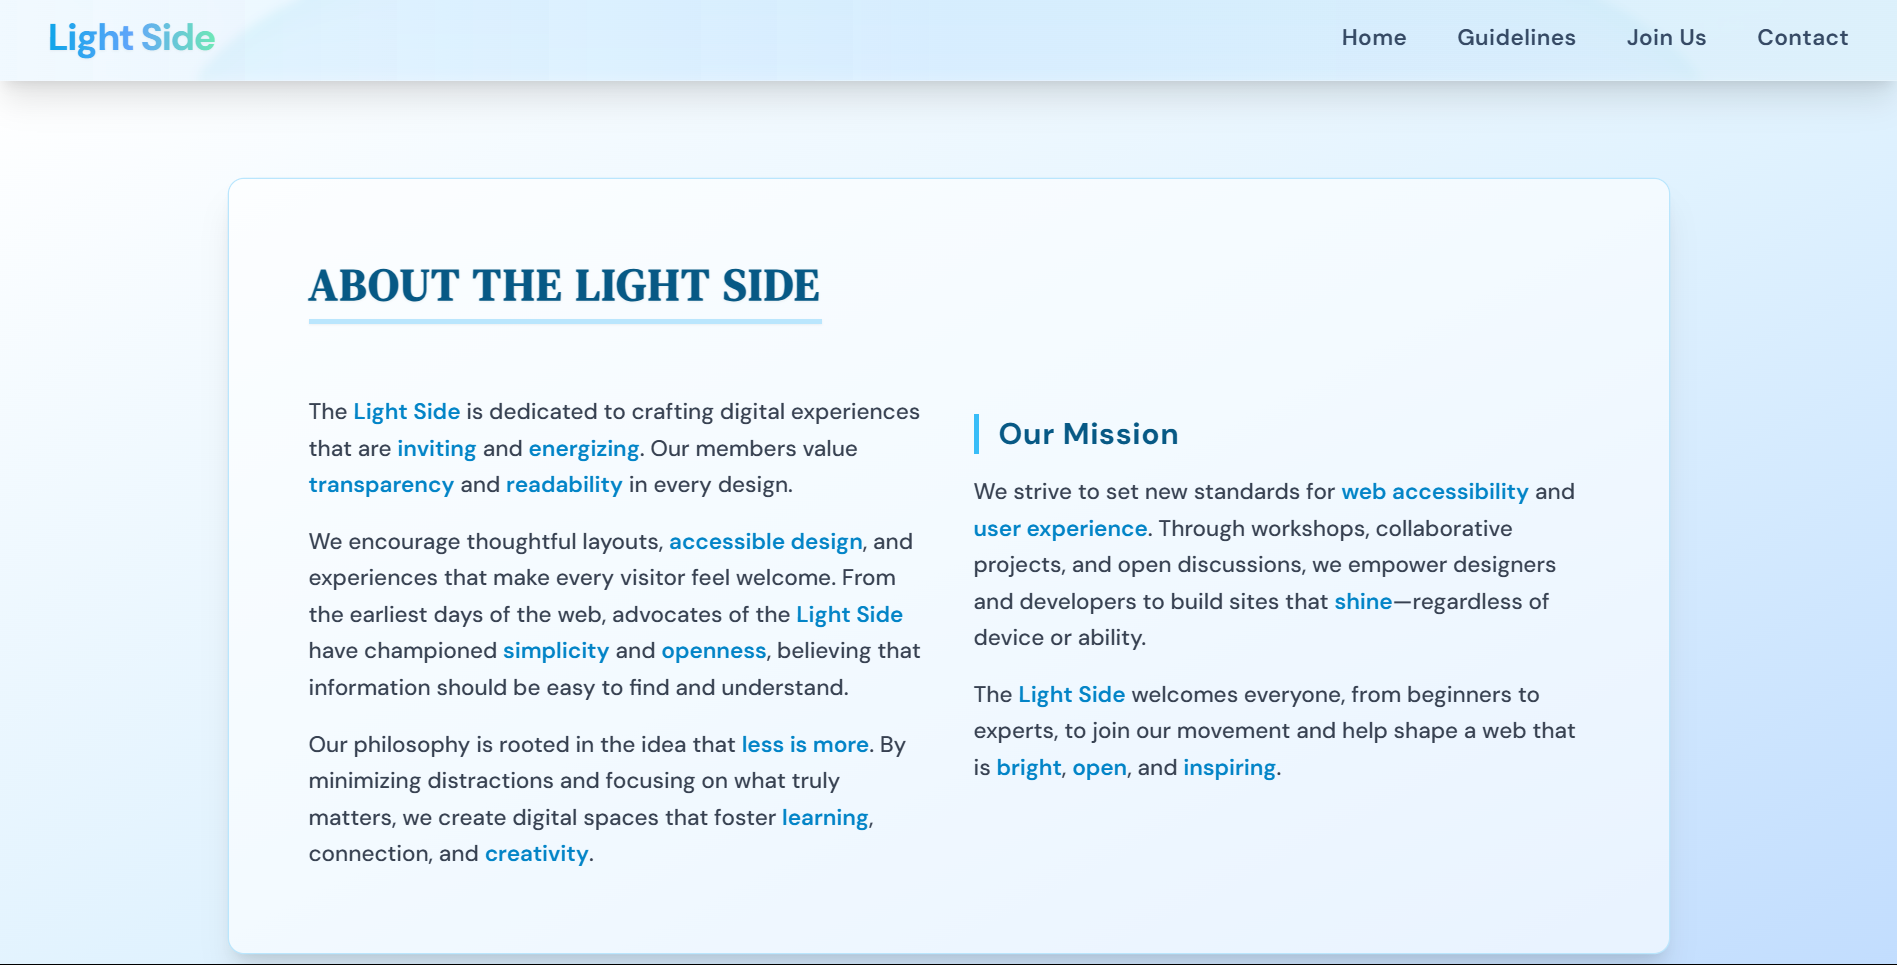 Light Side
Home
Guidelines
Join Us
Contact
ABOUT THE LIGHT SIDE
The Light Side is dedicated to crafting digital experiences
that are inviting and energizing. Our members value
transparency and readability in every design.
We encourage thoughtful layouts, accessible design, and
experiences that make every visitor feel welcome. From
the earliest days of the web, advocates of the Light Side
have championed simplicity and openness, believing that
information should be easy to find and understand.
Our philosophy is rooted in the idea that less is more. By
minimizing distractions and focusing on what truly
matters, we create digital spaces that foster learning,
connection, and creativity.
Our Mission
We strive to set new standards for web accessibility and
user experience. Through workshops, collaborative
projects, and open discussions, we empower designers
and developers to build sites that shine—regardless of
device or ability.
The Light Side welcomes everyone, from beginners to
experts, to join our movement and help shape a web that
is bright, open, and inspiring.